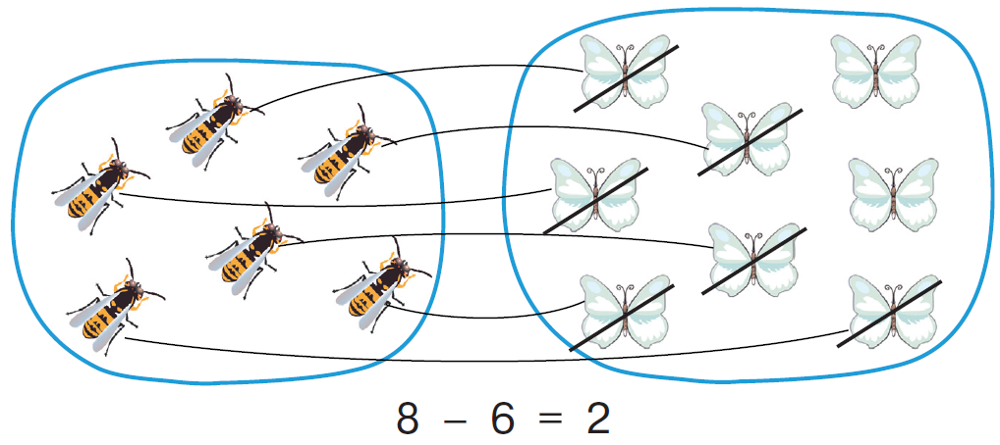 8 – 6 = 2